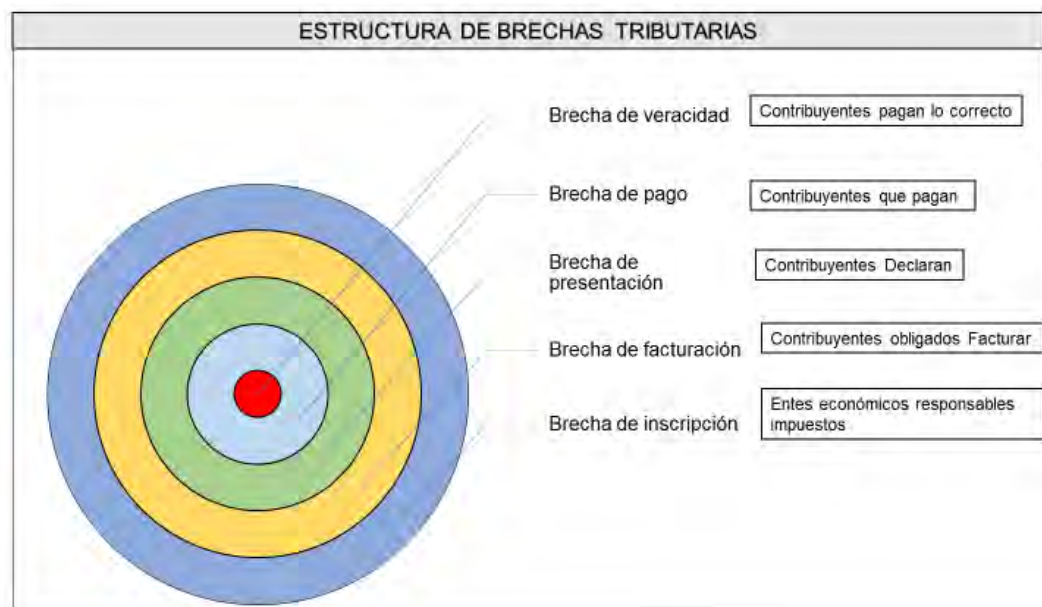 ESTRUCTURA DE BRECHAS TRIBUTARIAS
Brecha de veracidad
Contribuyentes pagan lo correcto
Brecha de pago
Contribuyentes que pagan
Brecha de
presentación
Contribuyentes Declaran
Brecha de facturación
Contribuyentes obligados Facturar
Brecha de inscripción
Entes económicos responsables
impuestos